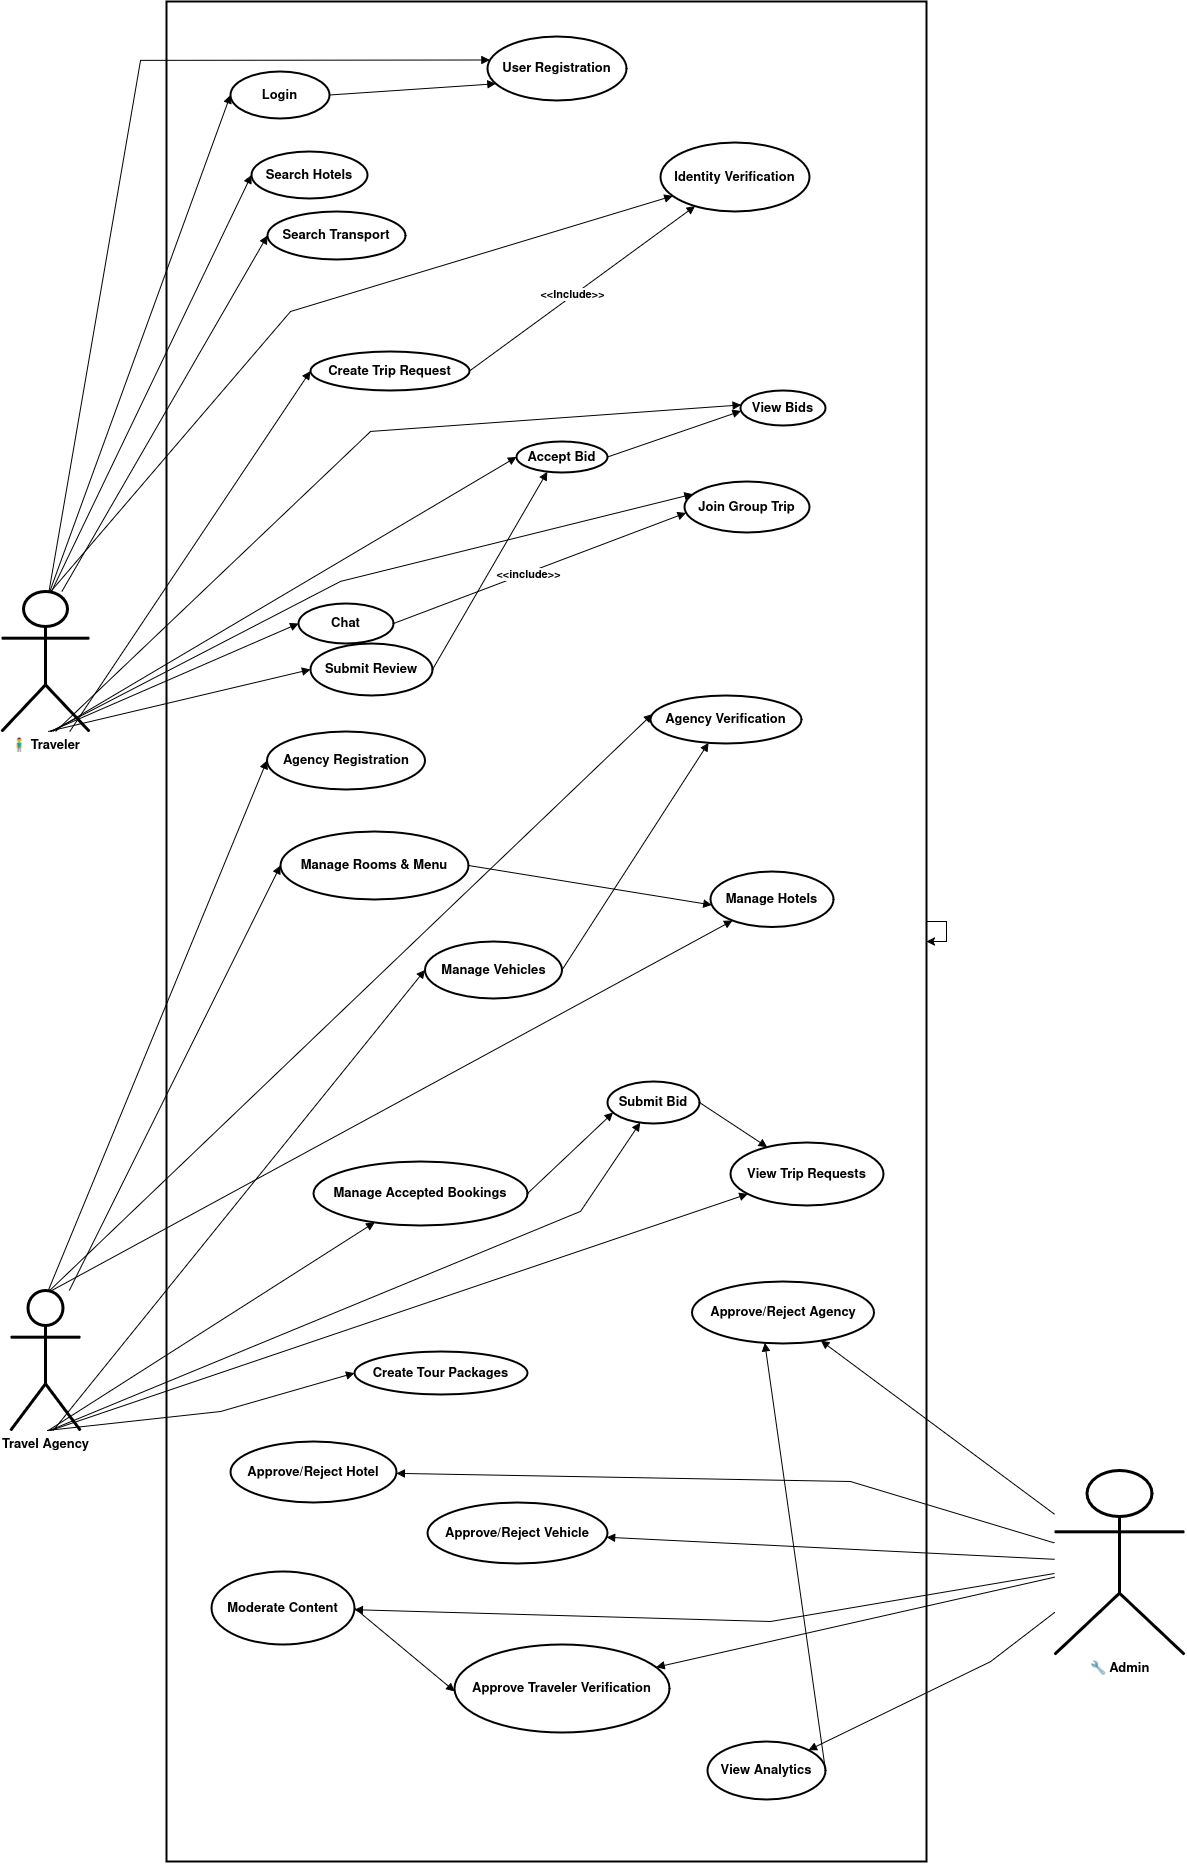 User Registration
Login
Search Hotels
Identity Verification
Search Transport
<<Include>>
Create Trip Request
View Bids
Accept Bid
Join Group Trip
<<include>>
Chat
Submit Review
Agency Verification
Traveler
Agency Registration
Manage Rooms & Menu
Manage Hotels
Manage Vehicles
Submit Bid
View Trip Requests
Manage Accepted Bookings
Approve/Reject Agency
Create Tour Packages
Travel Agency
Approve/Reject Hotel
Approve/Reject Vehicle
Moderate Content
Admin
Approve Traveler Verification
View Analytics